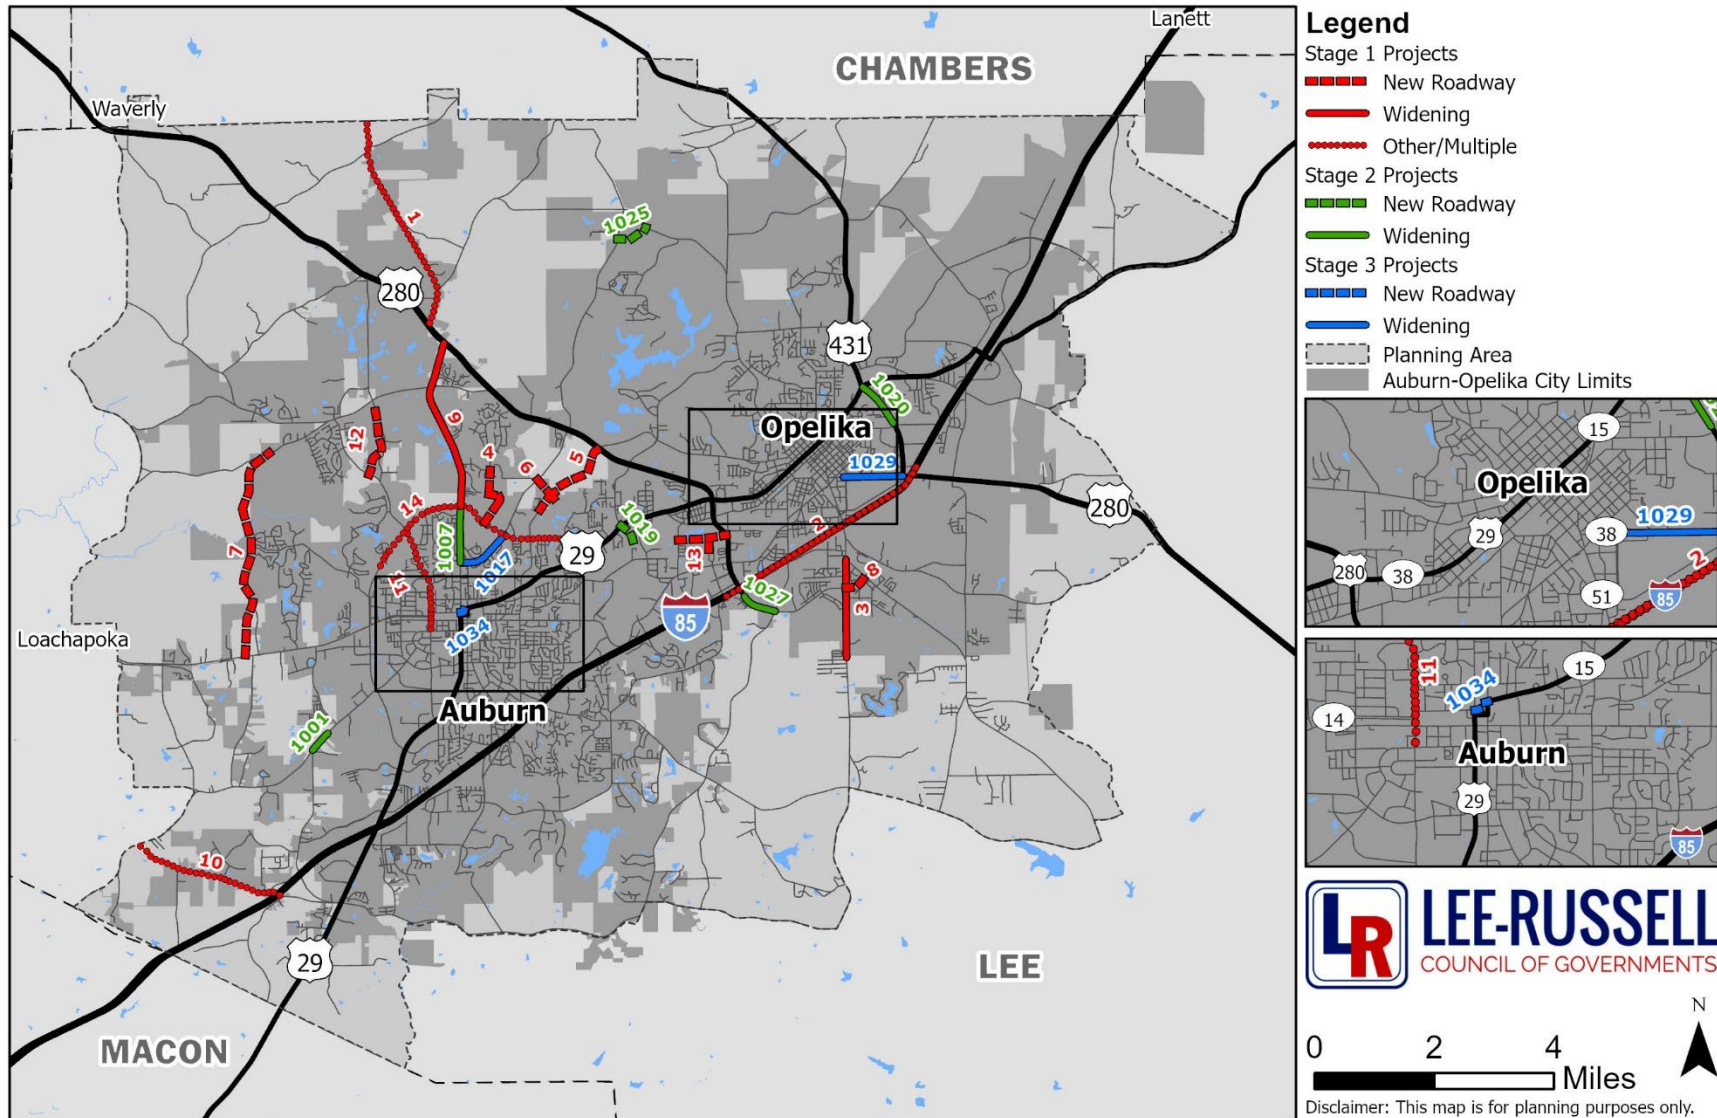 Lanett
CHAMBERS
Waverly
1
1025
280
431
1020
Opelika
9
12
4
6
5
1029
280
14
7
1007
1017
29
1019
13
2
11
8
3
1027
85
1034
Loachapoka
Auburn
1001
10
29
LEE
MACON
Legend
Stage 1 Projects
New Roadway
Widening
Other/Multiple
Stage 2 Projects
New Roadway
Widening
Stage 3 Projects
New Roadway
Widening
Planning Area
Auburn-Opelika City Limits
15
Opelika
1029
29
38
280
38
2
51
85
11
15
1034
14
Auburn
29
85
LR
LEE-RUSSELL
COUNCIL OF GOVERNMENTS
N
0 2 4
Miles
Disclaimer: This map is for planning purposes only.